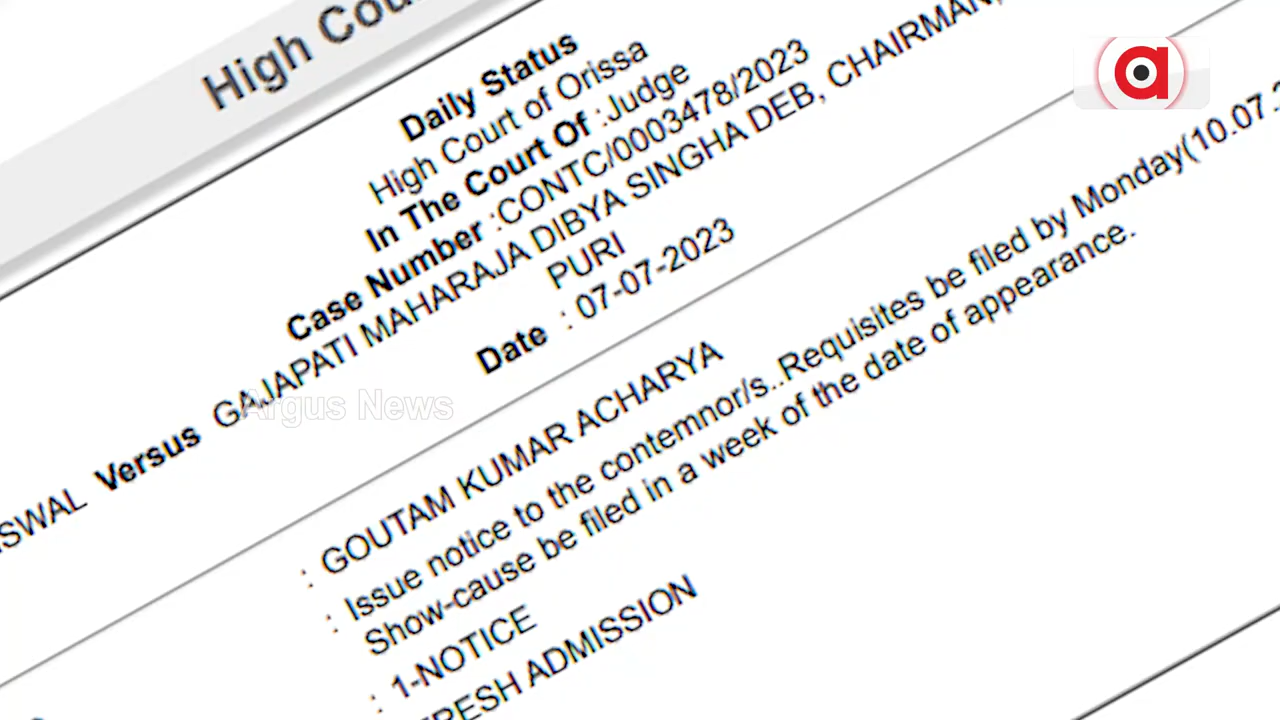 High Cou
Daily Status
High Court of Orissa
In The Court Of :Judge
Case Number :CONTC/0003478/2023
SWAL Versus GAJAPATI MAHARAJA DIBYA SINGHA DEB, CHAIRMAN,
PURI
Date : 07-07-2023
: GOUTAM KUMAR ACHARYA
: Issue notice to the contemnor/s..Requisites be filed by Monday(10.07.2
Show-cause be filed in a week of the date of appearance.
: 1-NOTICE
RESH ADMISSION
Argus News
a